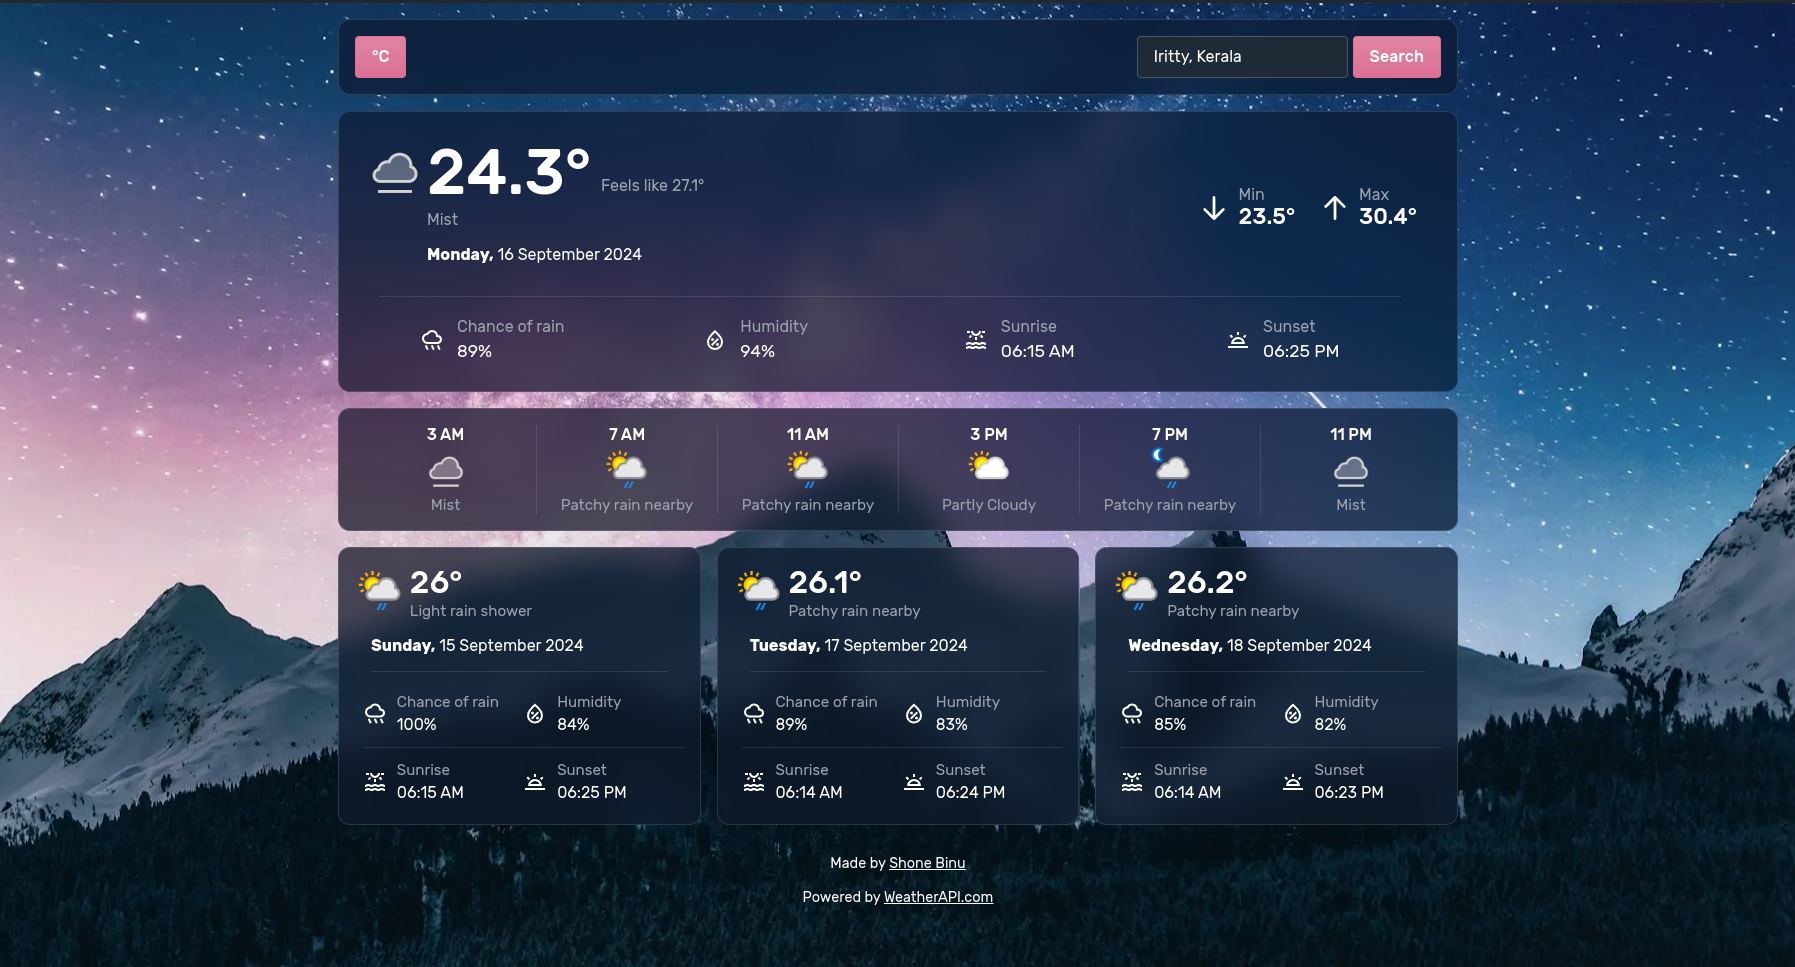 °C
Iritty, Kerala
Search
24.3°
Feels like 27.1°
Mist
Monday, 16 September 2024
Min
23.5°
Max
30.4°
Chance of rain
89%
Humidity
94%
Sunrise
06:15 AM
Sunset
06:25 PM
3 AM
Mist
7 AM
Patchy rain nearby
11 AM
Patchy rain nearby
3 PM
Partly Cloudy
7 PM
Patchy rain nearby
11 PM
Mist
26°
Light rain shower
Sunday, 15 September 2024
Chance of rain
100%
Humidity
84%
Sunrise
06:15 AM
Sunset
06:25 PM
26.1°
Patchy rain nearby
Tuesday, 17 September 2024
Chance of rain
89%
Humidity
83%
Sunrise
06:14 AM
Sunset
06:24 PM
26.2°
Patchy rain nearby
Wednesday, 18 September 2024
Chance of rain
85%
Humidity
82%
Sunrise
06:14 AM
Sunset
06:23 PM
Made by Shone Binu
Powered by WeatherAPI.com